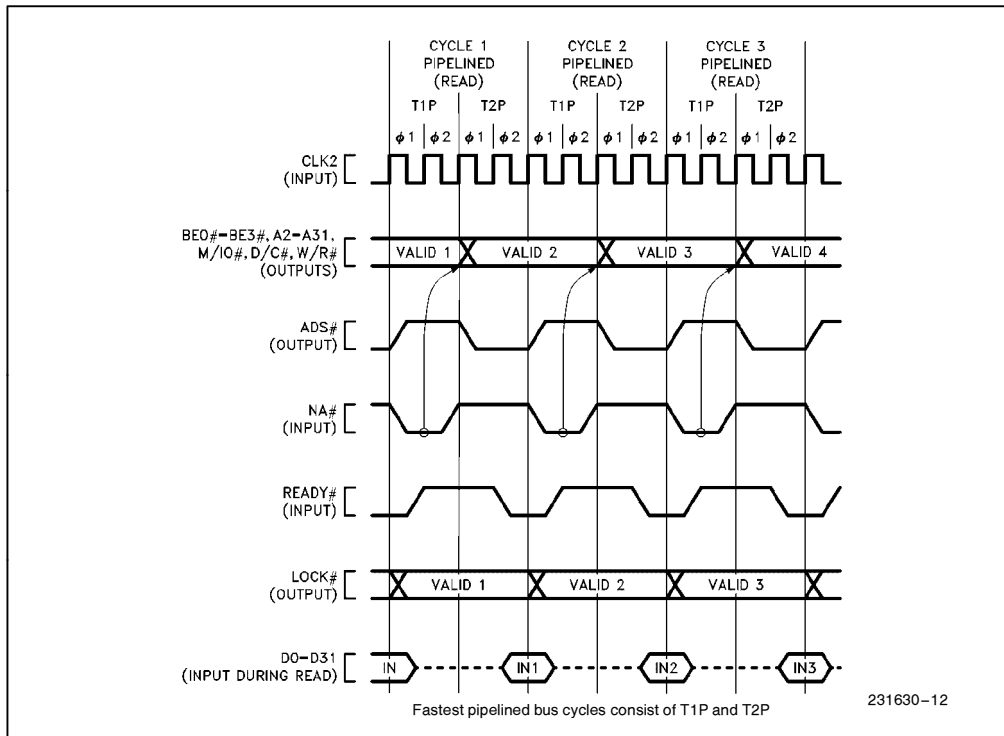 CYCLE 1 CYCLE 2 CYCLE 3
PIPELINED PIPELINED PIPELINED
(READ) (READ) (READ)
T1P T2P T1P T2P T1P T2P
ϕ1 ϕ2 ϕ1 ϕ2 ϕ1 ϕ2 ϕ1 ϕ2 ϕ1 ϕ2 ϕ1 ϕ2
CLK2
(INPUT)
BE0#-BE3#, A2-A31,
M/IO#, D/C#, W/R#
(OUTPUTS)
VALID 1 VALID 2 VALID 3 VALID 4
ADS#
(OUTPUT)
NA#
(INPUT)
READY#
(INPUT)
LOCK#
(OUTPUT)
VALID 1 VALID 2 VALID 3
D0-D31
(INPUT DURING READ)
IN IN1 IN2 IN3
231630-12
Fastest pipelined bus cycles consist of T1P and T2P